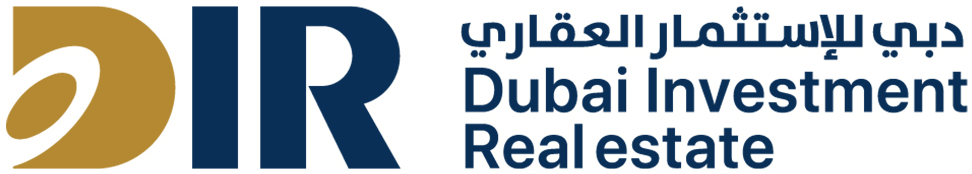 DIR
دبي للإستثمار العقاري
Dubai Investment
Real estate